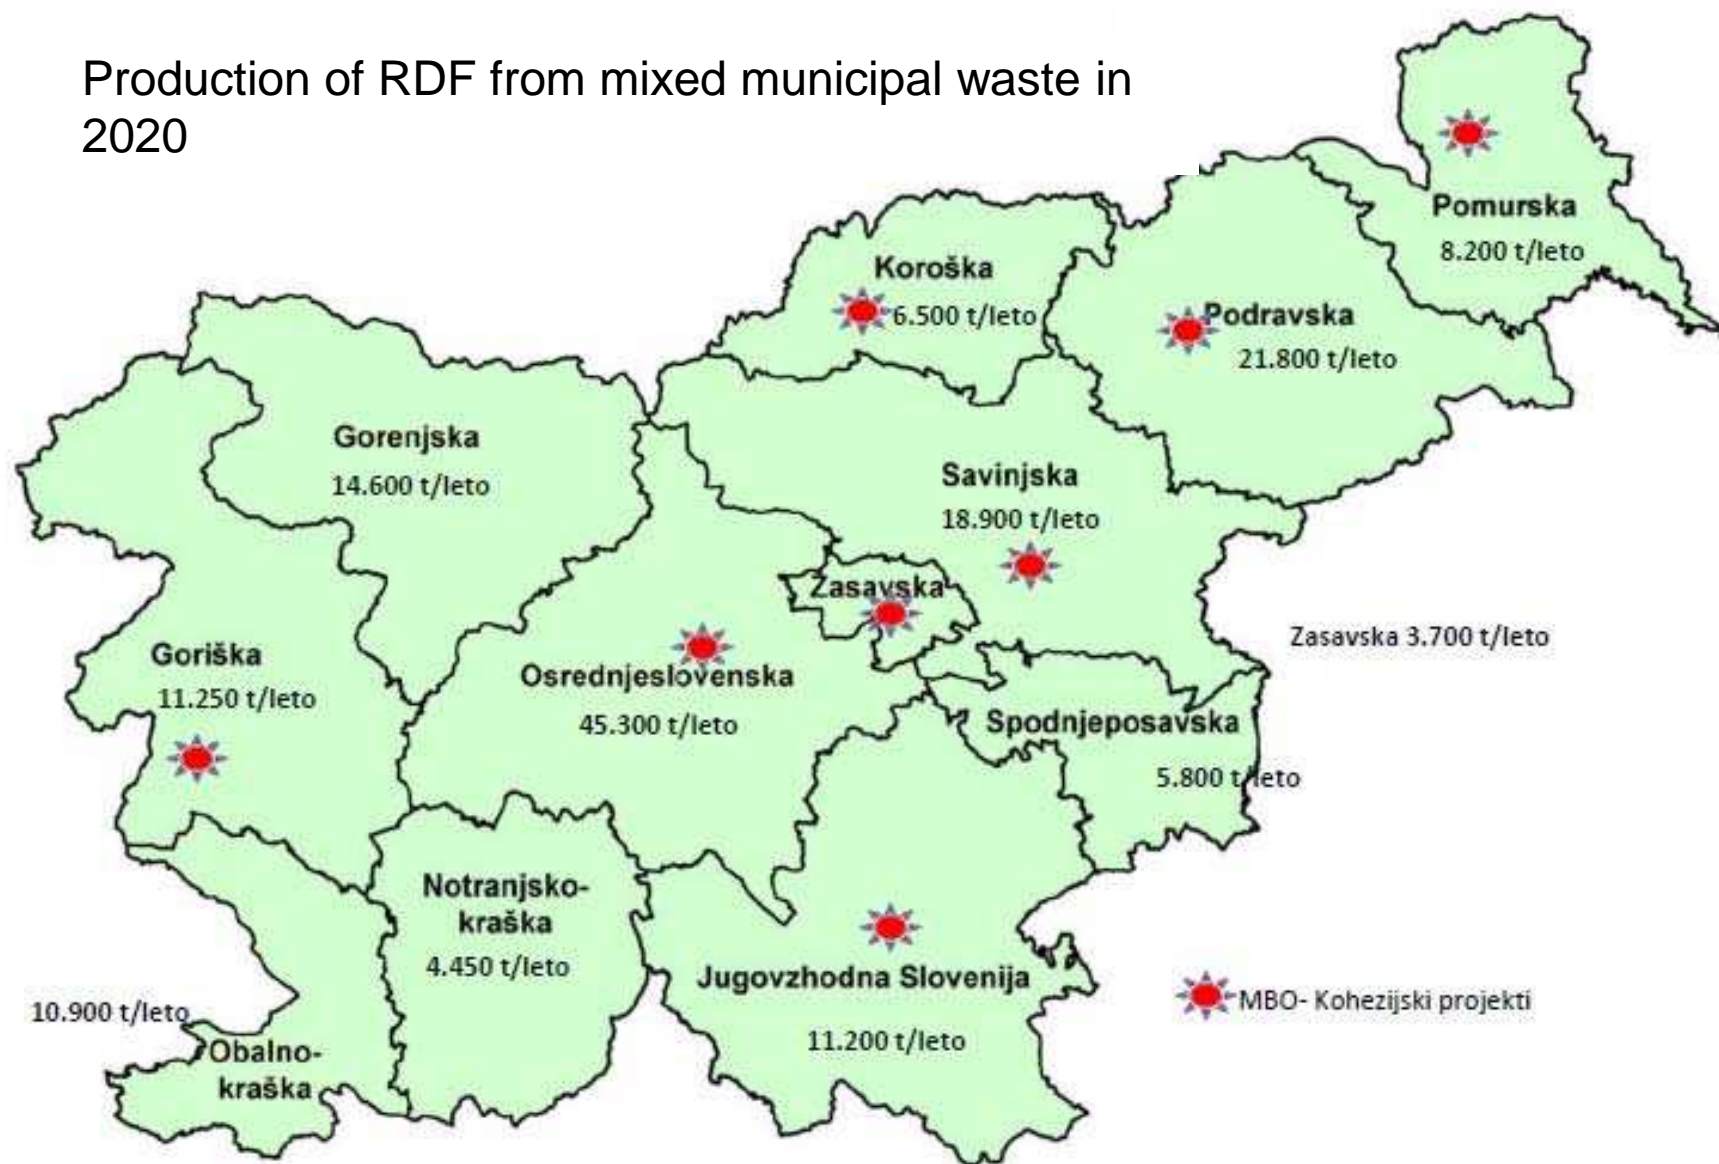 Production of RDF from mixed municipal waste in
2020
Pomurska
8.200 t/leto
Koroška
6.500 t/leto
Podravska
21.800 t/leto
Gorenjska
14.600 t/leto
Savinjska
18.900 t/leto
Zasavska
Zasavska 3.700 t/leto
Goriška
11.250 t/leto
Osrednjeslovenska
45.300 t/leto
Spodnjeposavska
5.800 t/leto
Notranjsko-
kraška
4.450 t/leto
Jugovzhodna Slovenija
11.200 t/leto
MBO- Kohezijski projekti
10.900 t/leto
Obalno-
kraška